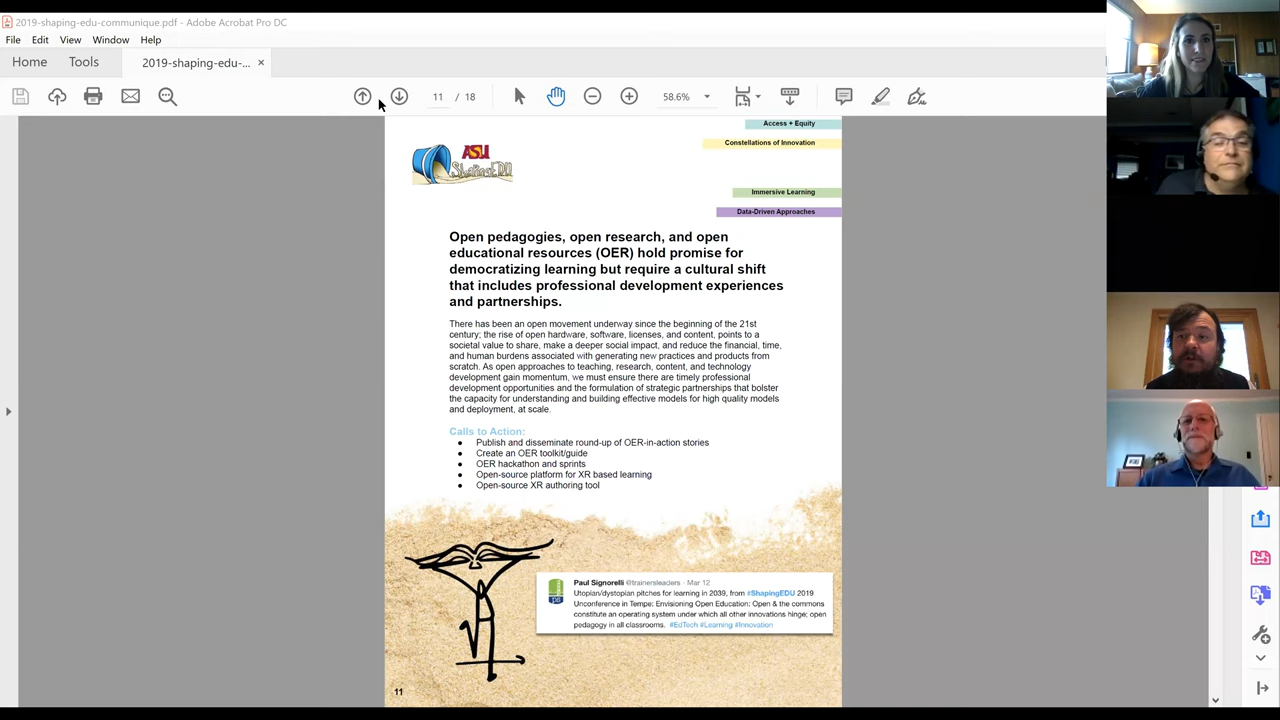 2019-shaping-edu-communique.pdf - Adobe Acrobat Pro DC
File Edit View Window Help
Home Tools 2019-shaping-edu-... ×
11 / 18 58.6%
Access + Equity
Constellations of Innovation
ASU
ShapingEDU
Immersive Learning
Data-Driven Approaches
Open pedagogies, open research, and open
educational resources (OER) hold promise for
democratizing learning but require a cultural shift
that includes professional development experiences
and partnerships.
There has been an open movement underway since the beginning of the 21st
century; the rise of open hardware, software, licenses, and content, points to a
societal value to share, make a deeper social impact, and reduce the financial, time,
and human burdens associated with generating new practices and products from
scratch. As open approaches to teaching, research, content, and technology
development gain momentum, we must ensure there are timely professional
development opportunities and the formulation of strategic partnerships that bolster
the capacity for understanding and building effective models for high quality models
and deployment, at scale.
Calls to Action:
● Publish and disseminate round-up of OER-in-action stories
● Create an OER toolkit/guide
● OER hackathon and sprints
● Open-source platform for XR based learning
● Open-source XR authoring tool
Paul Signorelli @trainersleaders · Mar 12
Utopian/dystopian pitches for learning in 2039, from #ShapingEDU 2019
Unconference in Tempe: Envisioning Open Education: Open & the commons
constitute an operating system under which all other innovations hinge; open
pedagogy in all classrooms. #EdTech #Learning #Innovation
11